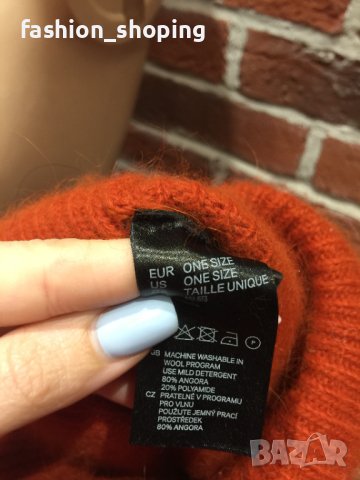 fashion_shoping
EUR ONE SIZE
US ONE SIZE
TAILLE UNIQUE
GB MACHINE WASHABLE IN
WOOL PROGRAM
USE MILD DETERGENT
80% ANGORA
20% POLYAMIDE
CZ PRATELNÉ V PROGRAMU
PRO VLNU
POUŽIJTE JEMNÝ PRACÍ
PROSTŘEDEK
80% ANGORA
BAZAR